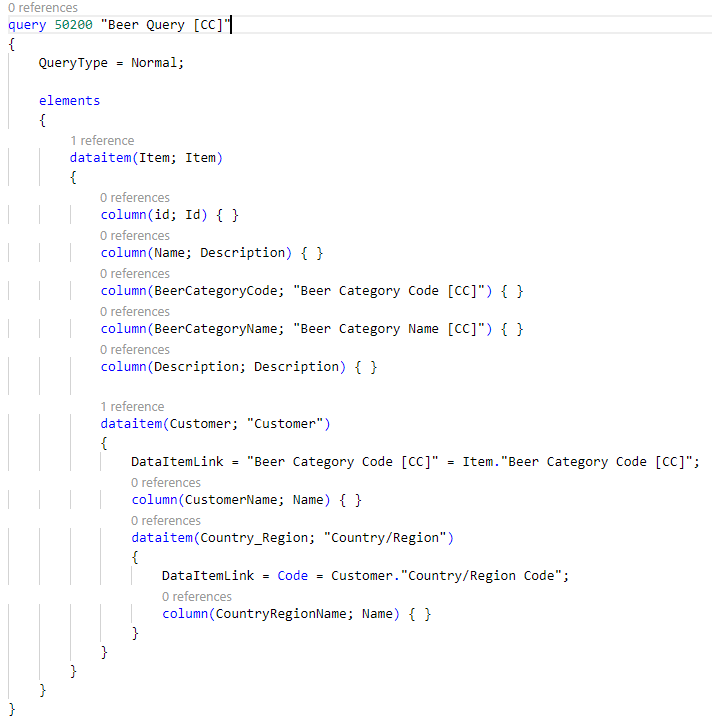 0 references
query 50200 "Beer Query [CC]"
{
QueryType = Normal;
elements
{
1 reference
dataitem(Item; Item)
{
0 references
column(id; Id) { }
0 references
column(Name; Description) { }
0 references
column(BeerCategoryCode; "Beer Category Code [CC]") { }
0 references
column(BeerCategoryName; "Beer Category Name [CC]") { }
0 references
column(Description; Description) { }
1 reference
dataitem(Customer; "Customer")
{
DataItemLink = "Beer Category Code [CC]" = Item."Beer Category Code [CC]";
0 references
column(CustomerName; Name) { }
0 references
dataitem(Country_Region; "Country/Region")
{
DataItemLink = Code = Customer."Country/Region Code";
0 references
column(CountryRegionName; Name) { }
}
}
}
}
}